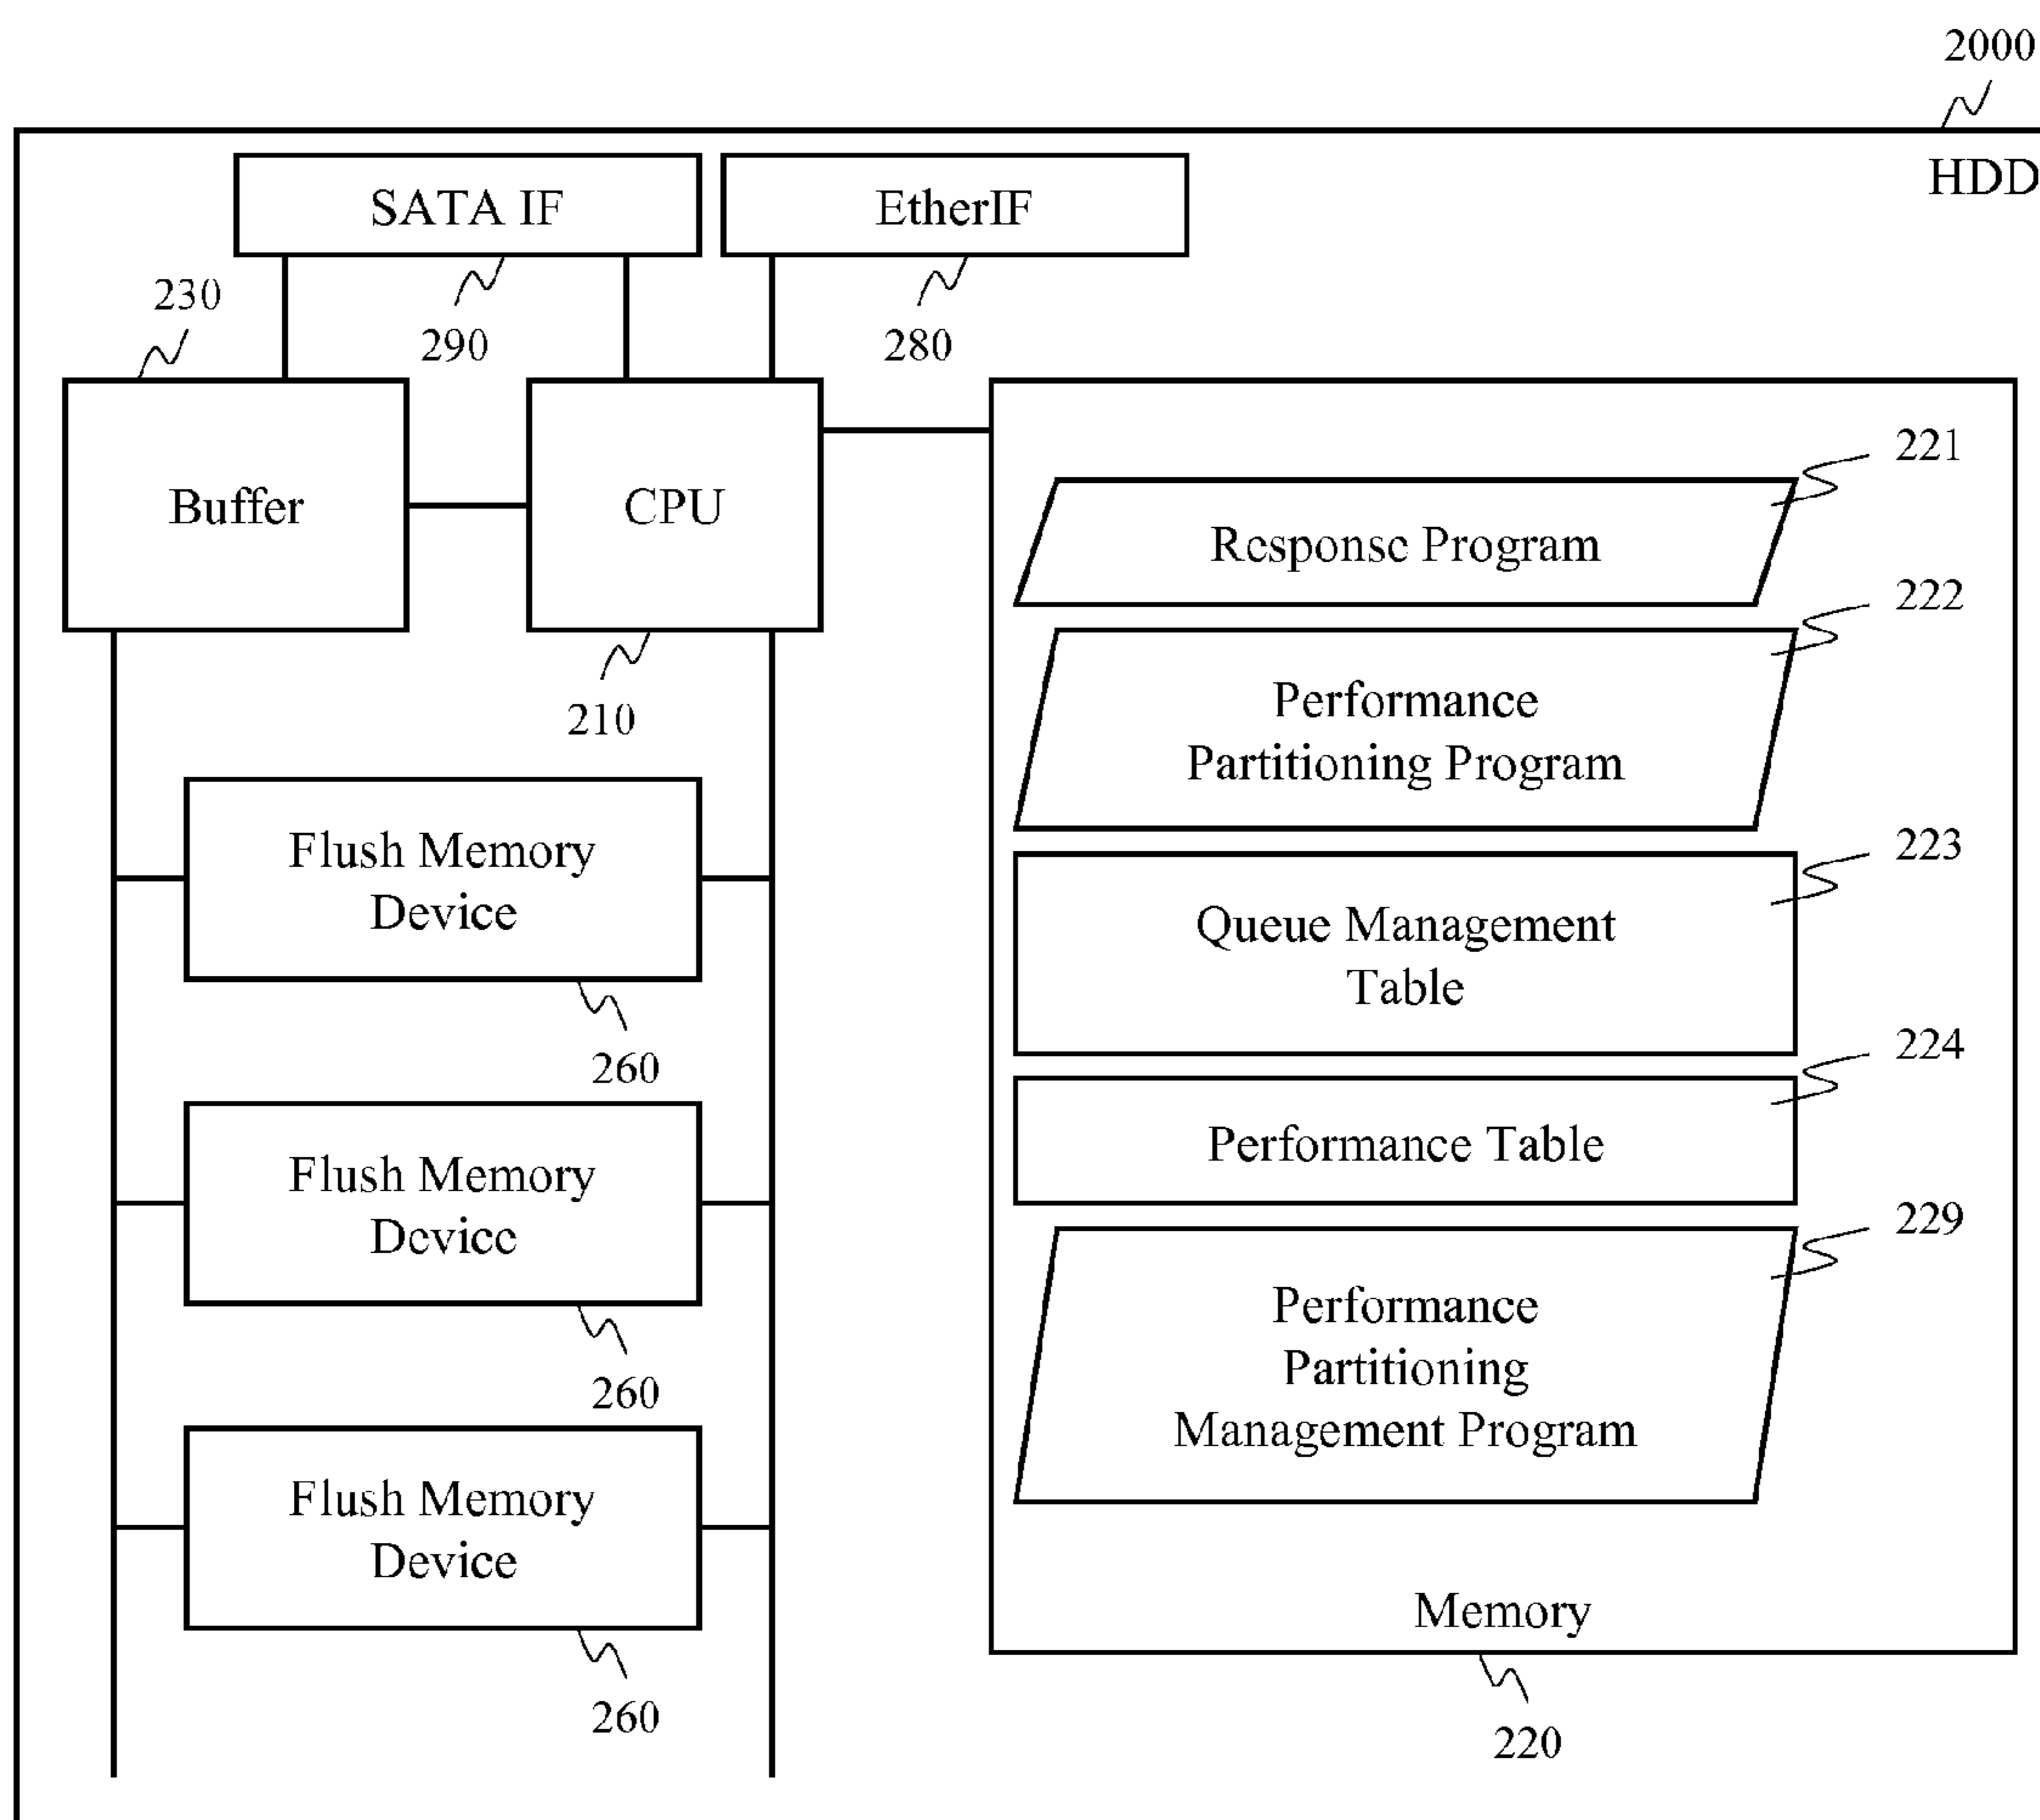 2000
HDD
SATA IF
EtherIF
230
290
280
Buffer
CPU
210
221
Response Program
222
Performance
Partitioning Program
223
Queue Management
Table
224
Performance Table
229
Performance
Partitioning
Management Program
Memory
220
Flush Memory
Device
260
Flush Memory
Device
260
Flush Memory
Device
260